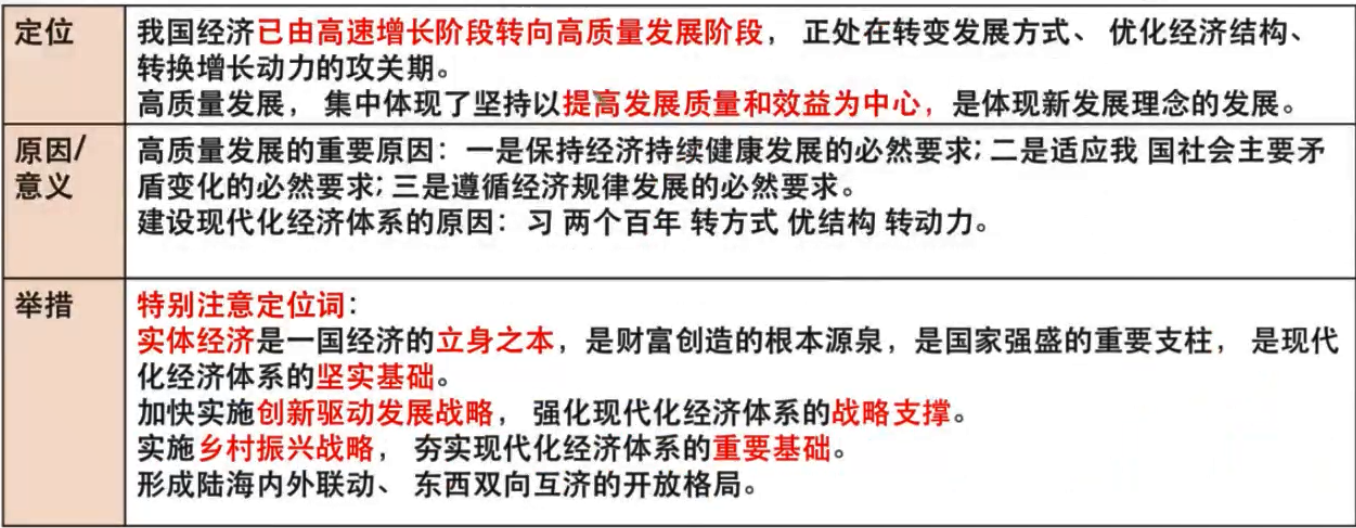 定位
我国经济已由高速增长阶段转向高质量发展阶段， 正处在转变发展方式、 优化经济结构、
转换增长动力的攻关期。
高质量发展， 集中体现了坚持以提高发展质量和效益为中心，是体现新发展理念的发展。
原因/
意义
高质量发展的重要原因：一是保持经济持续健康发展的必然要求; 二是适应我 国社会主要矛
盾变化的必然要求; 三是遵循经济规律发展的必然要求。
建设现代化经济体系的原因：习 两个百年 转方式 优结构 转动力。
举措
特别注意定位词：
实体经济是一国经济的立身之本，是财富创造的根本源泉，是国家强盛的重要支柱， 是现代
化经济体系的坚实基础。
加快实施创新驱动发展战略， 强化现代化经济体系的战略支撑。
实施乡村振兴战略， 夯实现代化经济体系的重要基础。
形成陆海内外联动、 东西双向互济的开放格局。